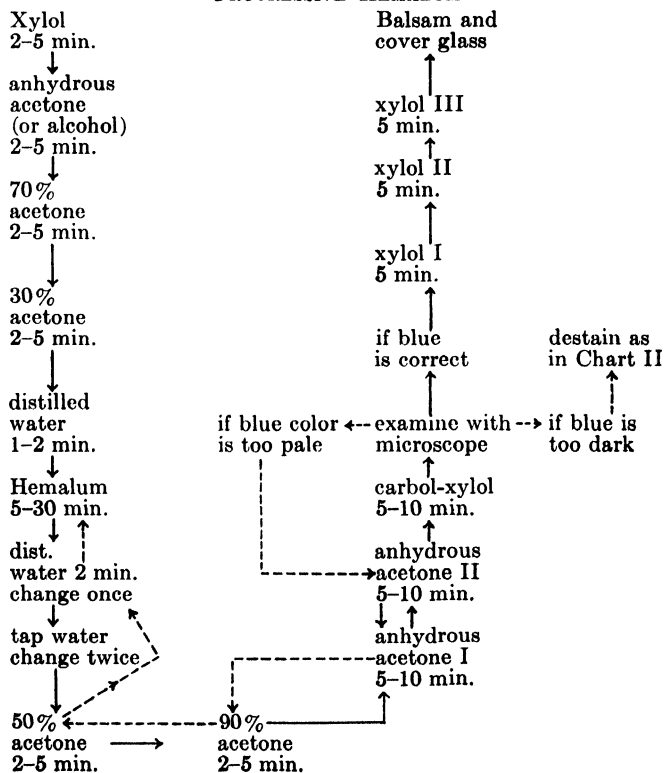 Xylol
2–5 min.
anhydrous
acetone
(or alcohol)
2–5 min.
70%
acetone
2–5 min.
30%
acetone
2–5 min.
distilled
water
1–2 min.
Hemalum
5–30 min.
dist.
water 2 min.
change once
tap water
change twice
50%
acetone
2–5 min.
90%
acetone
2–5 min.
anhydrous
acetone I
5–10 min.
anhydrous
acetone II
5–10 min.
carbol-xylol
5–10 min.
examine with
microscope
if blue color
is too pale
if blue is
too dark
destain as
in Chart II
if blue
is correct
xylol I
5 min.
xylol II
5 min.
xylol III
5 min.
Balsam and
cover glass